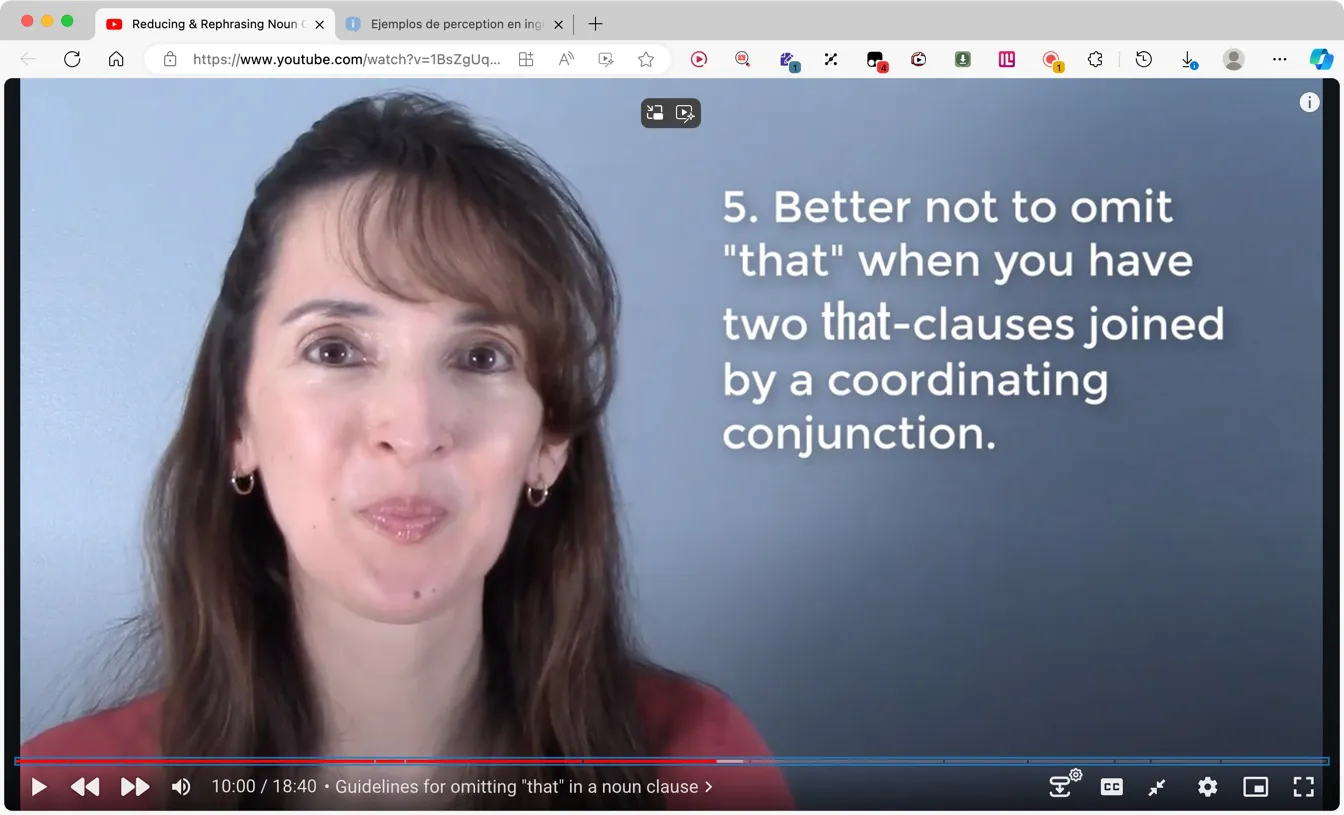 Reducing & Rephrasing Noun C
Ejemplos de perception en ing
https://www.youtube.com/watch?v=1BsZgUq...
1
4
1
5. Better not to omit
"that" when you have
two that-clauses joined
by a coordinating
conjunction.
10:00 / 18:40 • Guidelines for omitting "that" in a noun clause
CC